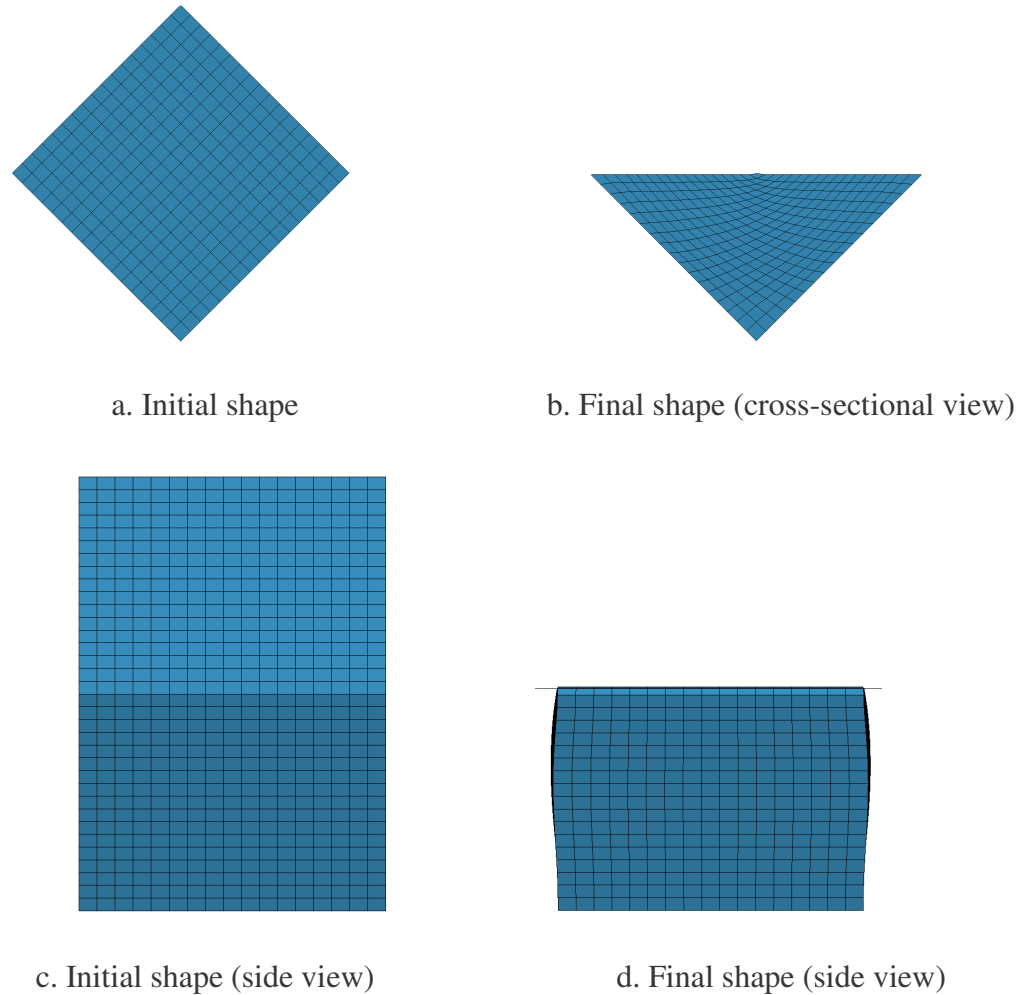 a. Initial shape
b. Final shape (cross-sectional view)
c. Initial shape (side view)
d. Final shape (side view)